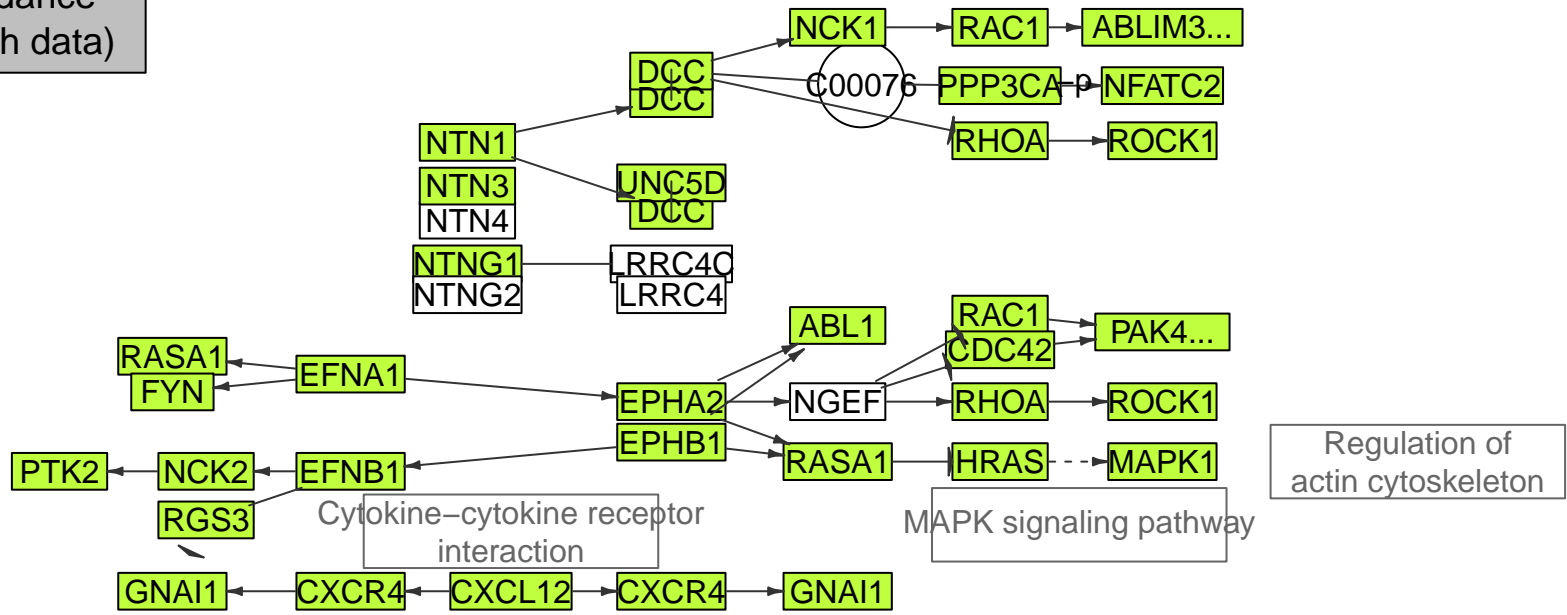 h data)
NCK1
RAC1
ABLIM3...
DCC
DCC
C00076
PPP3CA
-p
NFATC2
NTN1
RHOA
ROCK1
NTN3
NTN4
UNC5D
DCC
NTNG1
NTNG2
LRRC4C
LRRC4
ABL1
RAC1
CDC42
PAK4...
RASA1
FYN
EFNA1
EPHA2
NGEF
RHOA
ROCK1
EPHB1
RASA1
HRAS
MAPK1
PTK2
NCK2
EFNB1
RGS3
Regulation of
actin cytoskeleton
Cytokine−cytokine receptor
interaction
MAPK signaling pathway
GNAI1
CXCR4
CXCL12
CXCR4
GNAI1